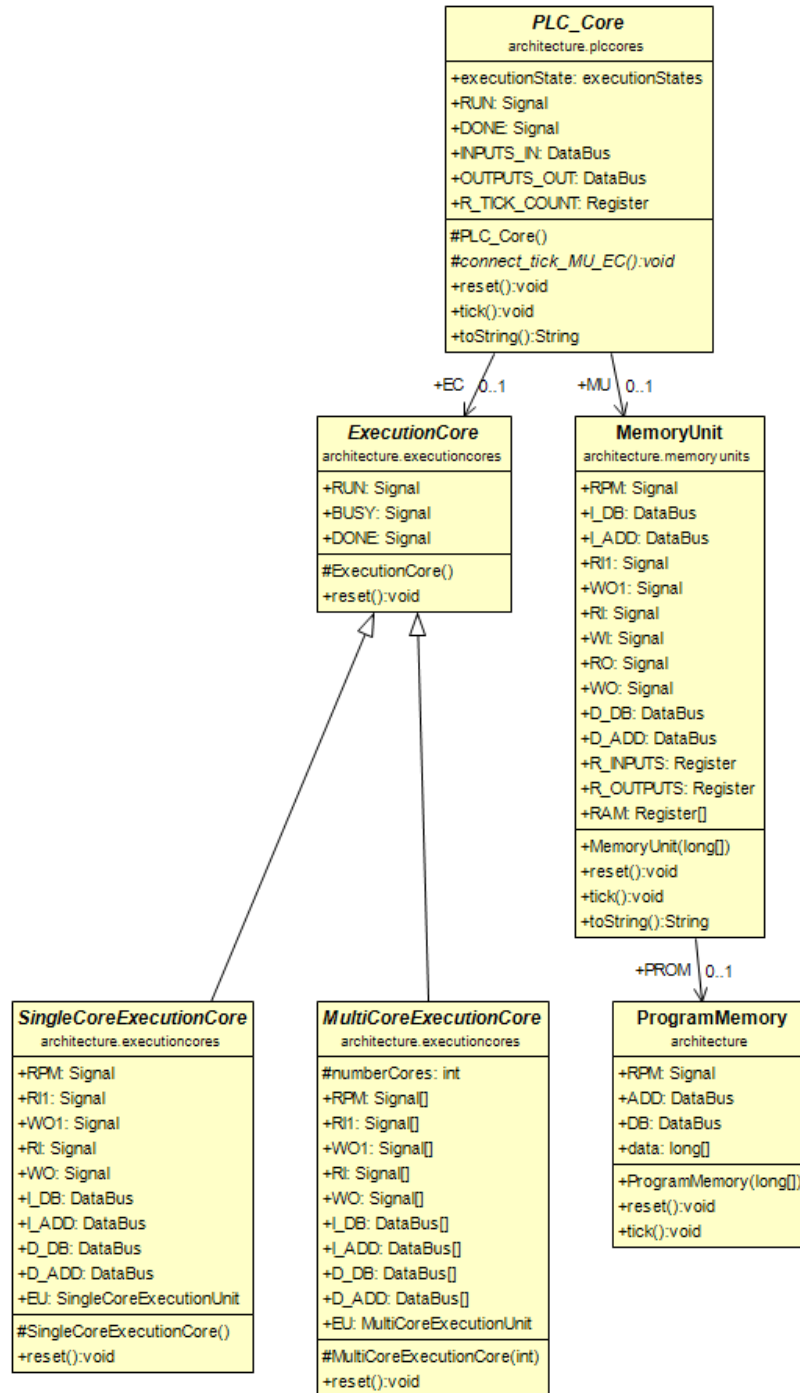 PLC_Core
architecture.plccores
+executionState: executionStates
+RUN: Signal
+DONE: Signal
+INPUTS_IN: DataBus
+OUTPUTS_OUT: DataBus
+R_TICK_COUNT: Register
#PLC_Core()
#connect_tick_MU_EC():void
+reset():void
+tick():void
+toString():String
+EC 0..1
+MU 0..1
ExecutionCore
architecture.executioncores
+RUN: Signal
+BUSY: Signal
+DONE: Signal
#ExecutionCore()
+reset():void
MemoryUnit
architecture.memoryunits
+RPM: Signal
+I_DB: DataBus
+I_ADD: DataBus
+RI1: Signal
+WO1: Signal
+RI: Signal
+WI: Signal
+RO: Signal
+WO: Signal
+D_DB: DataBus
+D_ADD: DataBus
+R_INPUTS: Register
+R_OUTPUTS: Register
+RAM: Register[]
+MemoryUnit(long[])
+reset():void
+tick():void
+toString():String
+PROM 0..1
SingleCoreExecutionCore
architecture.executioncores
+RPM: Signal
+RI1: Signal
+WO1: Signal
+RI: Signal
+WO: Signal
+I_DB: DataBus
+I_ADD: DataBus
+D_DB: DataBus
+D_ADD: DataBus
+EU: SingleCoreExecutionUnit
#SingleCoreExecutionCore()
+reset():void
MultiCoreExecutionCore
architecture.executioncores
#numberCores: int
+RPM: Signal[]
+RI1: Signal[]
+WO1: Signal[]
+RI: Signal[]
+WO: Signal[]
+I_DB: DataBus[]
+I_ADD: DataBus[]
+D_DB: DataBus[]
+D_ADD: DataBus[]
+EU: MultiCoreExecutionUnit
#MultiCoreExecutionCore(int)
+reset():void
ProgramMemory
architecture
+RPM: Signal
+ADD: DataBus
+DB: DataBus
+data: long[]
+ProgramMemory(long[])
+reset():void
+tick():void